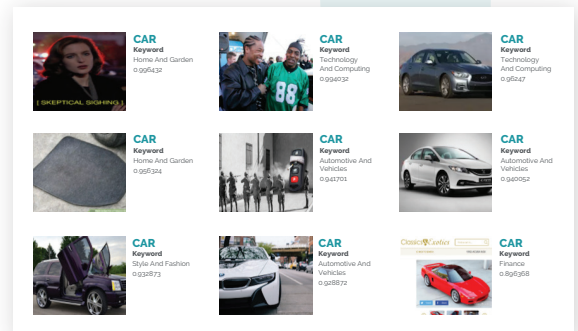 CAR
Keyword
Home And Garden
0.996432
[ SKEPTICAL SIGHING ]
CAR
Keyword
Technology
And Computing
0.994032
88
CAR
Keyword
Technology
And Computing
0.96247
CAR
Keyword
Home And Garden
0.956324
CAR
Keyword
Automotive And
Vehicles
0.941701
CAR
Keyword
Automotive And
Vehicles
0.940052
CAR
Keyword
Style And Fashion
0.932873
CAR
Keyword
Automotive And
Vehicles
0.928872
CAR
Keyword
Finance
0.896368